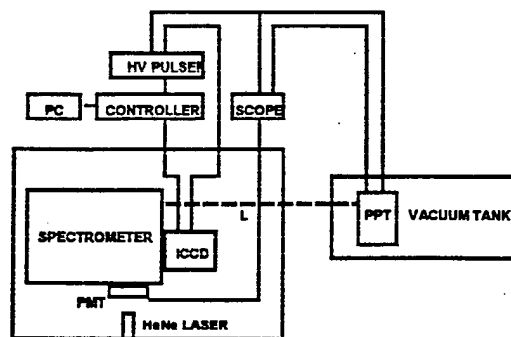 HV PULSER
PC
CONTROLLER
SCOPE
L
PPT
VACUUM TANK
SPECTROMETER
ICCD
PMT
HeNe LASER